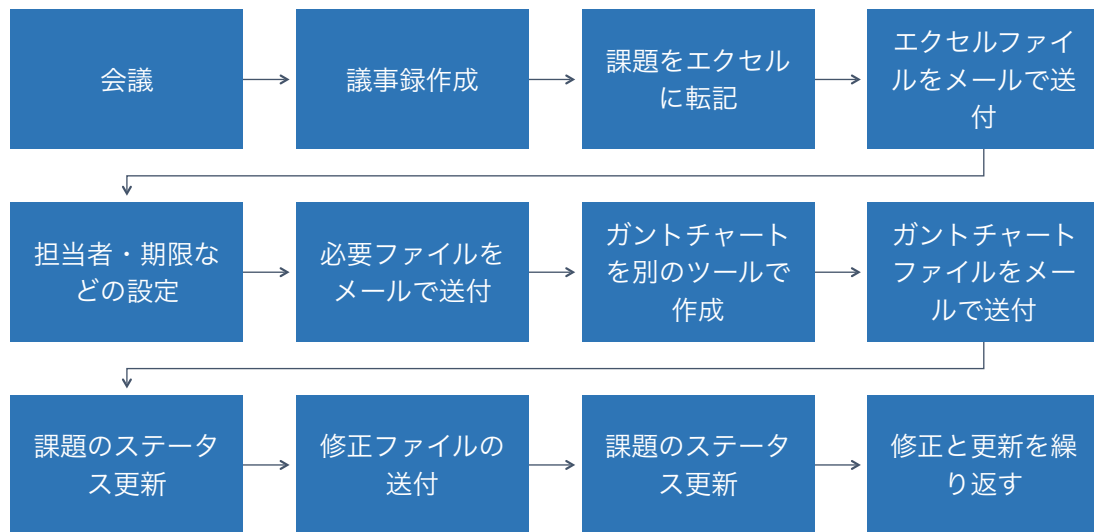 会議
議事録作成
課題をエクセル
に転記
エクセルファイ
ルをメールで送
付
担当者・期限な
どの設定
必要ファイルを
メールで送付
ガントチャート
を別のツールで
作成
ガントチャート
ファイルをメー
ルで送付
課題のステータ
ス更新
修正ファイルの
送付
課題のステータ
ス更新
修正と更新を繰
り返す